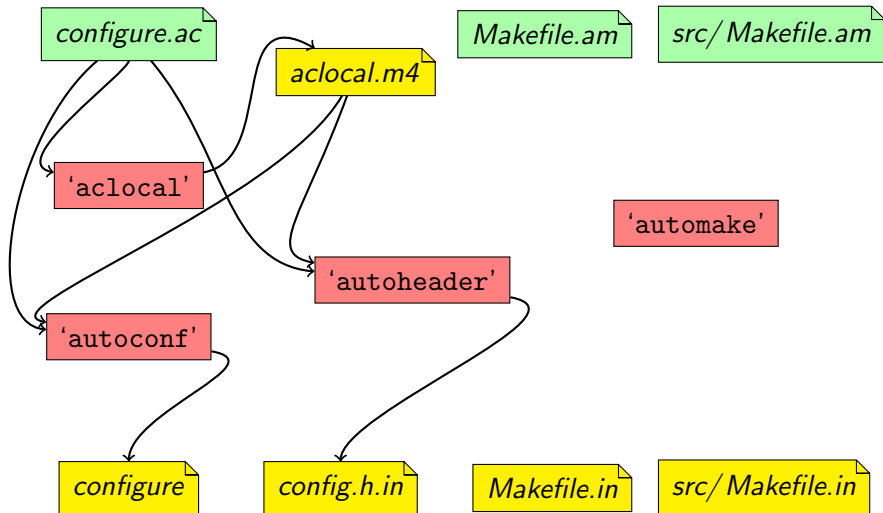 configure.ac
aclocal.m4
Makefile.am
src/Makefile.am
‘aclocal’
‘automake’
‘autoheader’
‘autoconf’
configure
config.h.in
Makefile.in
src/Makefile.in